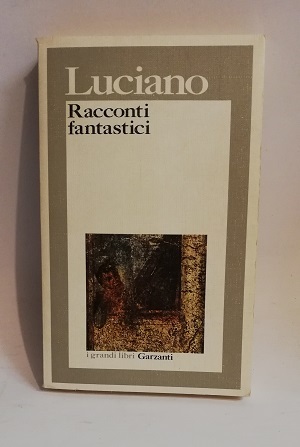 Luciano
Racconti
fantastici
i grandi libri Garzanti